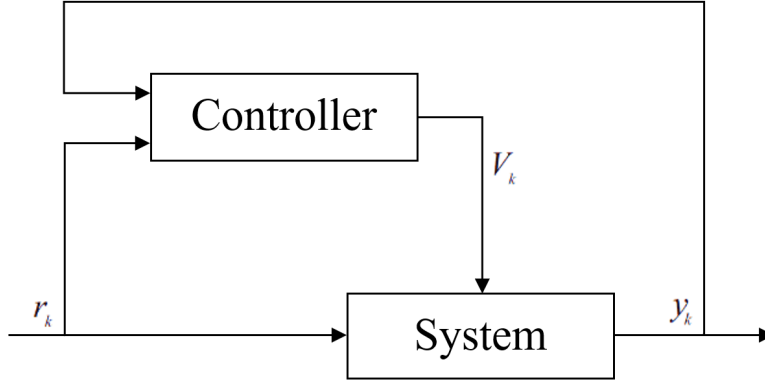 Controller
V_k
r_k
y_k
System